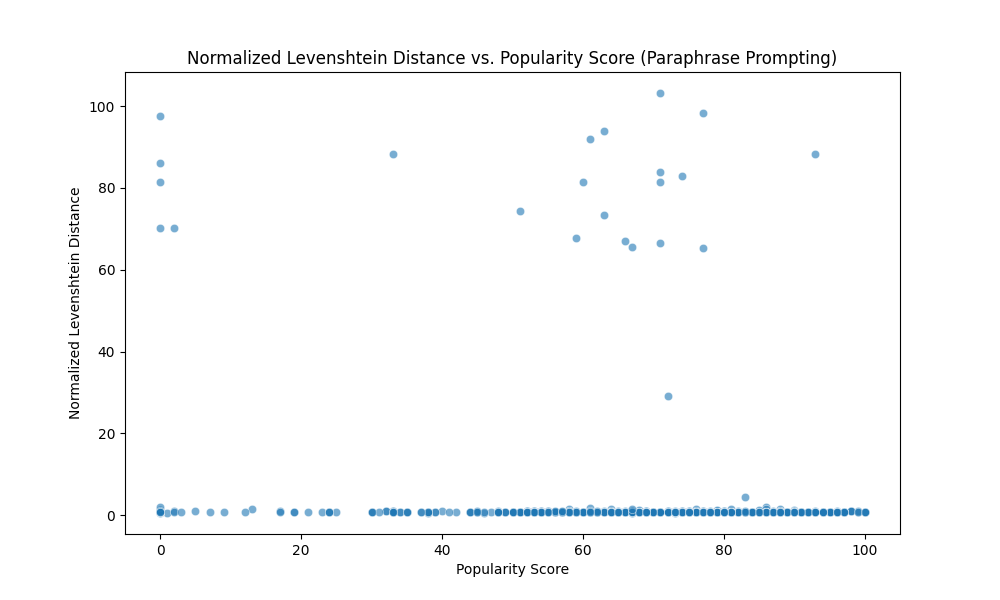 Normalized Levenshtein Distance vs. Popularity Score (Paraphrase Prompting)
Normalized Levenshtein Distance
100
80
60
40
20
0
0 20 40 60 80 100
Popularity Score